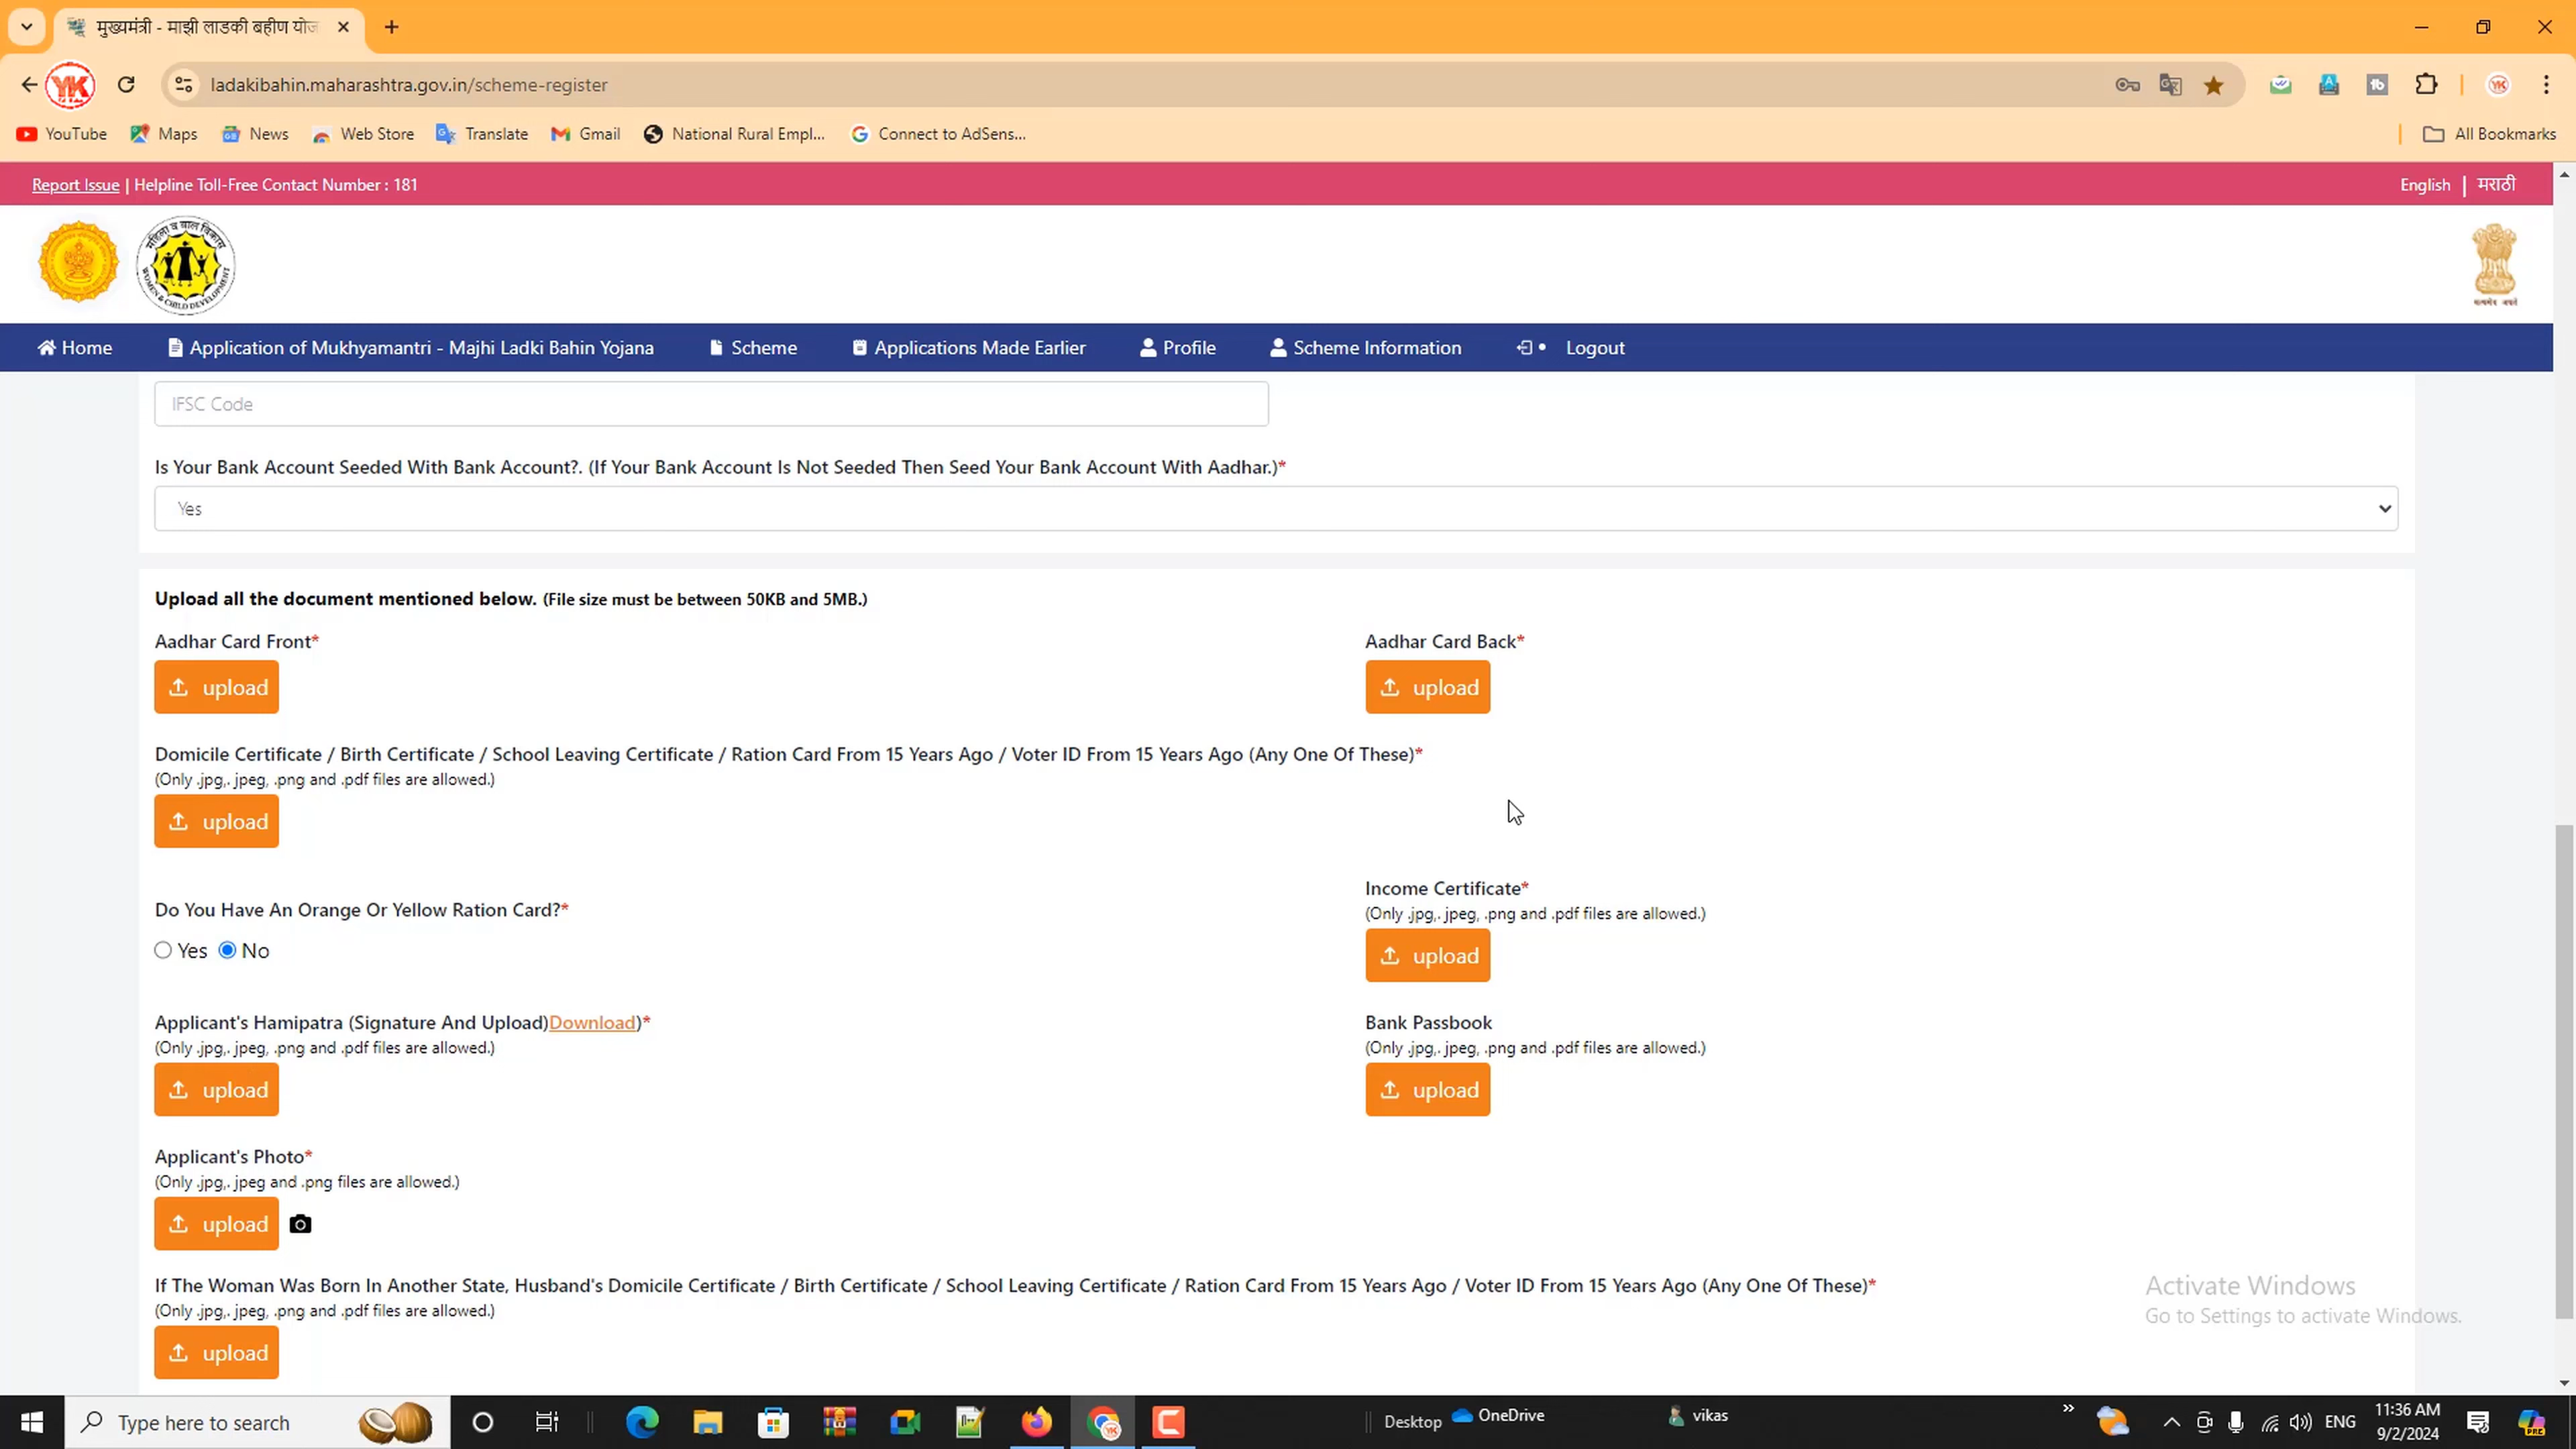 मुख्यमंत्री - माझी लाडकी बहीण योज
ladakibahin.maharashtra.gov.in/scheme-register
YouTube Maps News Web Store Translate Gmail National Rural Empl... Connect to AdSens... All Bookmarks
Report Issue | Helpline Toll-Free Contact Number : 181 English | मराठी
महिला व बाल विकास
WOMEN & CHILD DEVELOPMENT
सत्यमेव जयते
Home Application of Mukhyamantri - Majhi Ladki Bahin Yojana Scheme Applications Made Earlier Profile Scheme Information Logout
IFSC Code
Is Your Bank Account Seeded With Bank Account?. (If Your Bank Account Is Not Seeded Then Seed Your Bank Account With Aadhar.)*
Yes
Upload all the document mentioned below. (File size must be between 50KB and 5MB.)
Aadhar Card Front* Aadhar Card Back*
upload upload
Domicile Certificate / Birth Certificate / School Leaving Certificate / Ration Card From 15 Years Ago / Voter ID From 15 Years Ago (Any One Of These)*
(Only .jpg,. jpeg, .png and .pdf files are allowed.)
upload
Do You Have An Orange Or Yellow Ration Card?*
Yes No
Income Certificate*
(Only .jpg,. jpeg, .png and .pdf files are allowed.)
upload
Applicant's Hamipatra (Signature And Upload)Download)*
(Only .jpg,. jpeg, .png and .pdf files are allowed.)
upload
Bank Passbook
(Only .jpg,. jpeg, .png and .pdf files are allowed.)
upload
Applicant's Photo*
(Only .jpg,. jpeg and .png files are allowed.)
upload
If The Woman Was Born In Another State, Husband's Domicile Certificate / Birth Certificate / School Leaving Certificate / Ration Card From 15 Years Ago / Voter ID From 15 Years Ago (Any One Of These)*
(Only .jpg,. jpeg, .png and .pdf files are allowed.)
upload
Activate Windows
Go to Settings to activate Windows.
Type here to search Desktop OneDrive vikas ENG 11:36 AM
9/2/2024